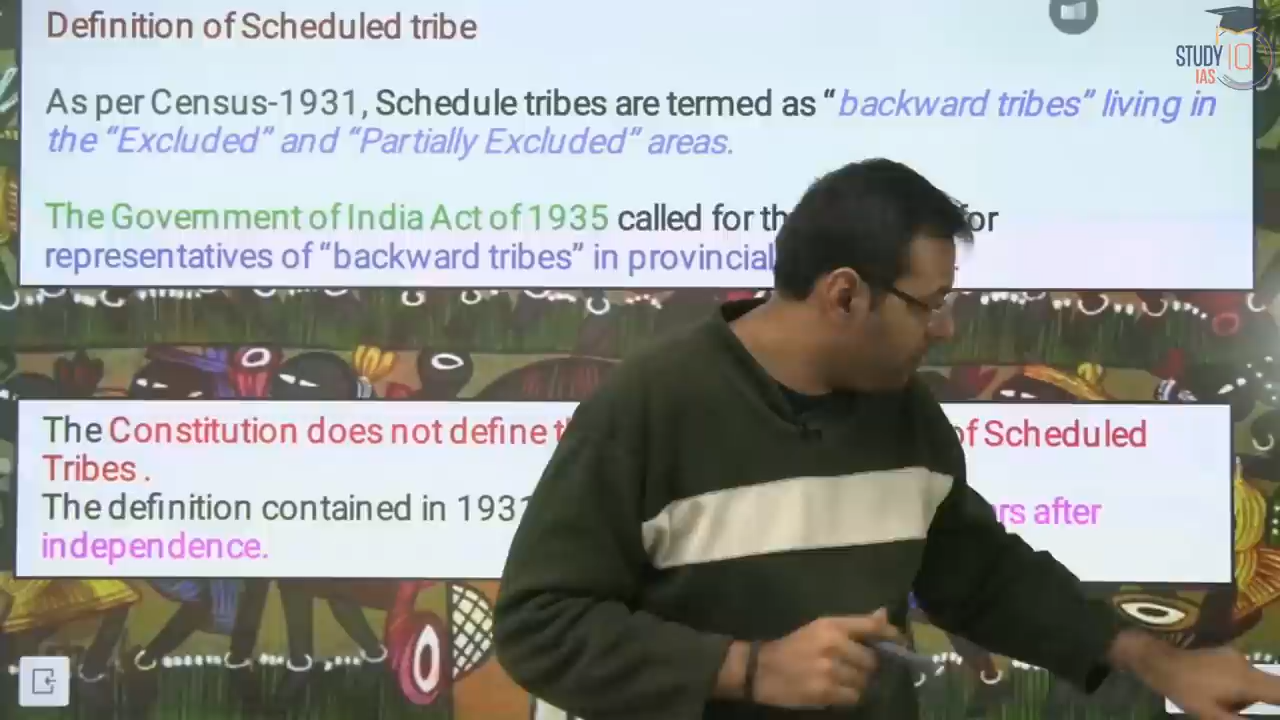 Definition of Scheduled tribe
STUDY IQ
IAS
As per Census-1931, Schedule tribes are termed as “backward tribes” living in
the “Excluded” and “Partially Excluded” areas.
The Government of India Act of 1935 called for for
representatives of “backward tribes” in provincial
The Constitution does not define of Scheduled
Tribes .
The definition contained in 193 after
independence.